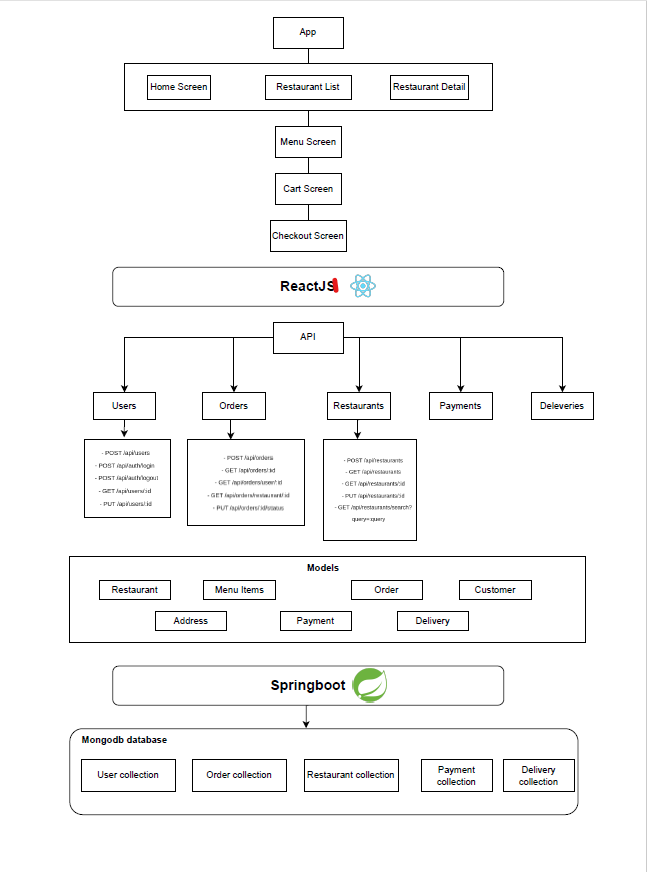 App
Home Screen
Restaurant List
Restaurant Detail
Menu Screen
Cart Screen
Checkout Screen
ReactJS
API
Users
Orders
Restaurants
Payments
Deleveries
- POST /api/users
- POST /api/auth/login
- POST /api/auth/logout
- GET /api/users/:id
- PUT /api/users/:id
- POST /api/orders
- GET /api/orders/:id
- GET /api/orders/user/:id
- GET /api/orders/restaurant/:id
- PUT /api/orders/:id/status
- POST /api/restaurants
- GET /api/restaurants
- GET /api/restaurants/:id
- PUT /api/restaurants/:id
- GET /api/restaurants/search?
query=:query
Models
Restaurant
Menu Items
Order
Customer
Address
Payment
Delivery
Springboot
Mongodb database
User collection
Order collection
Restaurant collection
Payment
collection
Delivery
collection